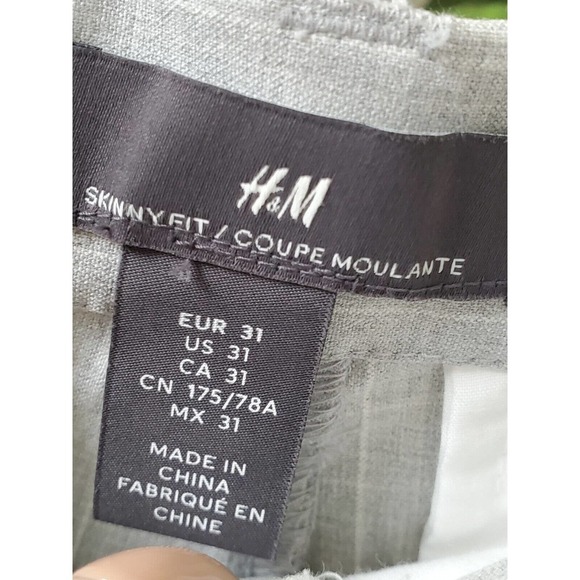 H&M
SKINNY FIT / COUPE MOULANTE
EUR 31
US 31
CA 31
CN 175/78A
MX 31
MADE IN
CHINA
FABRIQUÉ EN
CHINE